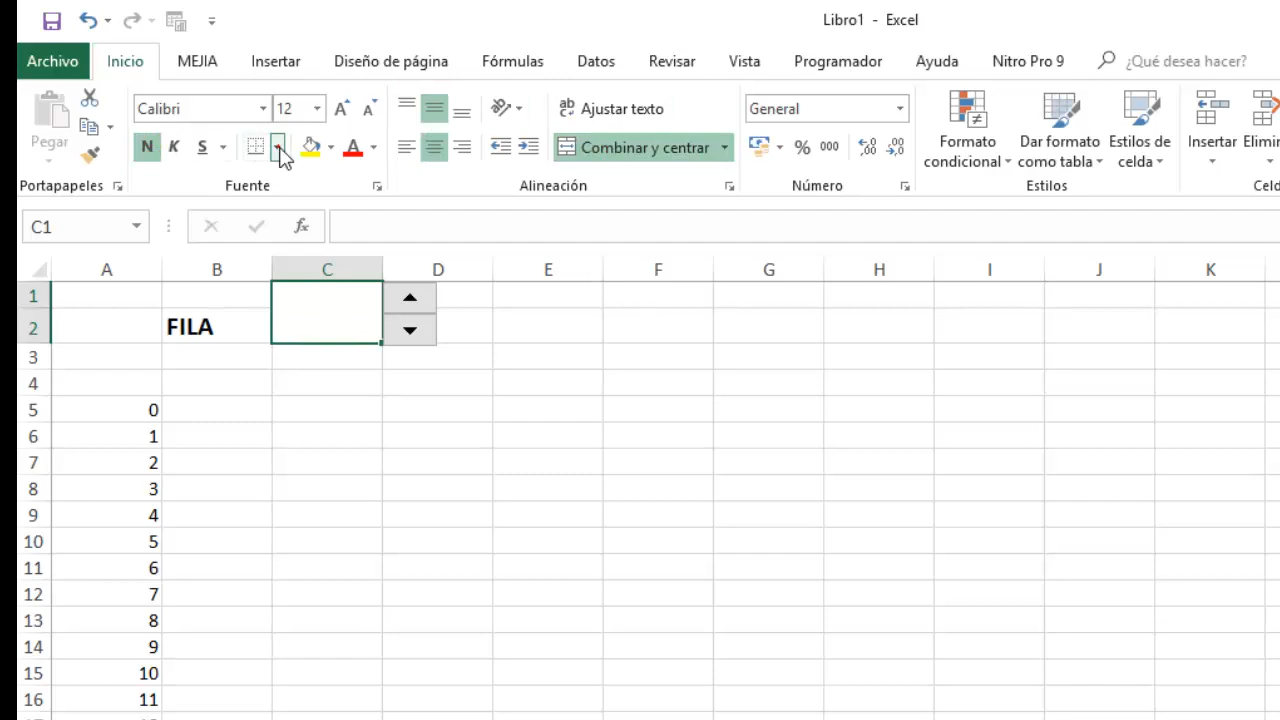 Libro1 - Excel
Archivo Inicio MEJIA Insertar Diseño de página Fórmulas Datos Revisar Vista Programador Ayuda Nitro Pro 9 ¿Qué desea hacer?
Pegar
Portapapeles
Calibri 12
N K S A
Fuente
ab Ajustar texto
Combinar y centrar
Alineación
General
% 000 ,00
Número
Formato condicional
Dar formato como tabla
Estilos de celda
Estilos
Insertar Elimin
Celd
C1 fx
A B C D E F G H I J K
1
2 FILA
3
4
5 0
6 1
7 2
8 3
9 4
10 5
11 6
12 7
13 8
14 9
15 10
16 11